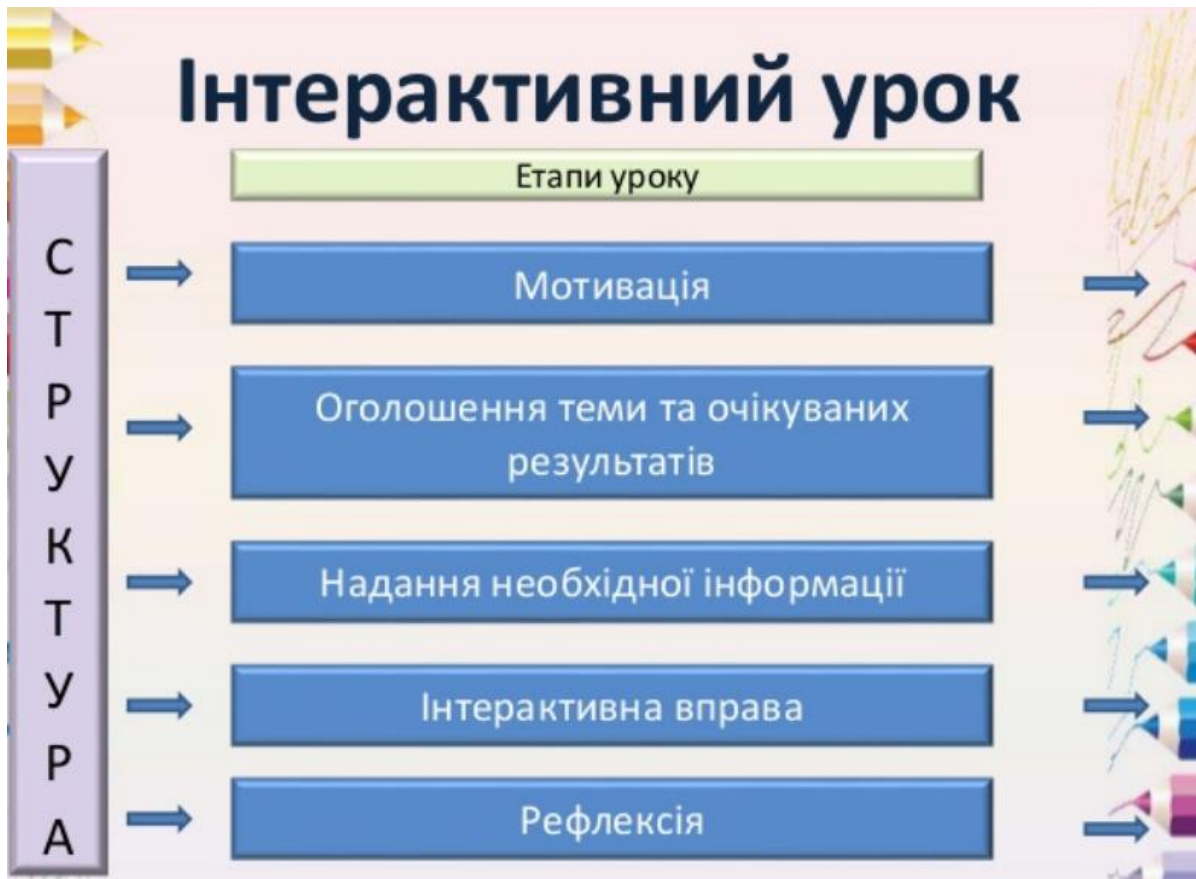 Інтерактивний урок
Етапи уроку
С
Т
Р
У
К
Т
У
Р
А
Мотивація
Оголошення теми та очікуваних
результатів
Надання необхідної інформації
Інтерактивна вправа
Рефлексія